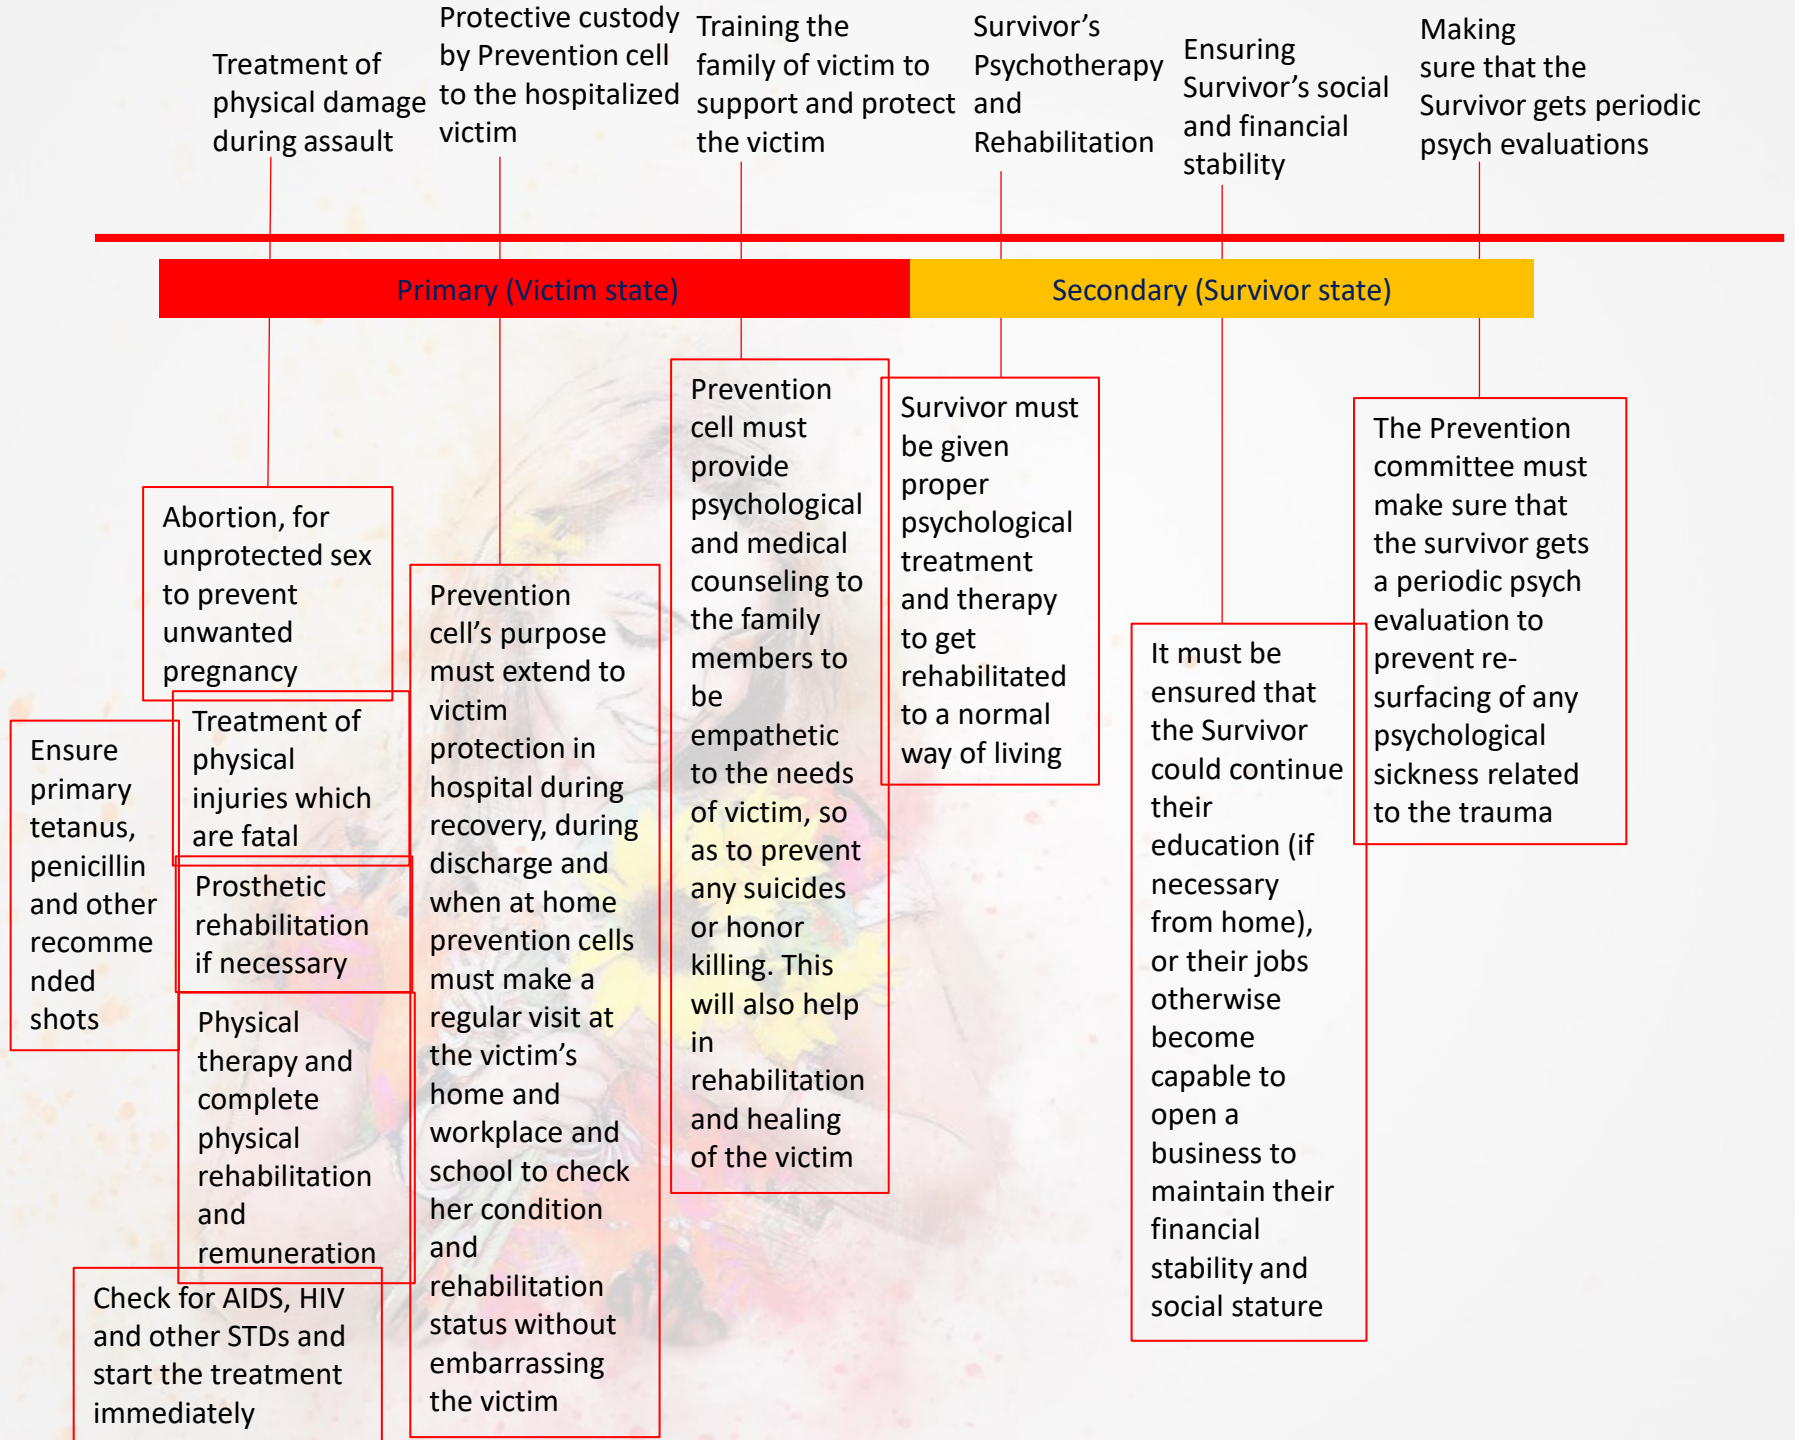 Treatment of
physical damage
during assault
Protective custody
by Prevention cell
to the hospitalized
victim
Training the
family of victim to
support and protect
the victim
Survivor’s
Psychotherapy
and
Rehabilitation
Ensuring
Survivor’s social
and financial
stability
Making
sure that the
Survivor gets periodic
psych evaluations
Primary (Victim state)
Secondary (Survivor state)
Abortion, for
unprotected sex
to prevent
unwanted
pregnancy
Ensure
primary
tetanus,
penicillin
and other
recomme
nded
shots
Treatment of
physical
injuries which
are fatal
Prosthetic
rehabilitation
if necessary
Physical
therapy and
complete
physical
rehabilitation
and
remuneration
Check for AIDS, HIV
and other STDs and
start the treatment
immediately
Prevention
cell’s purpose
must extend to
victim
protection in
hospital during
recovery, during
discharge and
when at home
prevention cells
must make a
regular visit at
the victim’s
home and
workplace and
school to check
her condition
and
rehabilitation
status without
embarrassing
the victim
Prevention
cell must
provide
psychological
and medical
counseling to
the family
members to
be
empathetic
to the needs
of victim, so
as to prevent
any suicides
or honor
killing. This
will also help
in
rehabilitation
and healing
of the victim
Survivor must
be given
proper
psychological
treatment
and therapy
to get
rehabilitated
to a normal
way of living
It must be
ensured that
the Survivor
could continue
their
education (if
necessary
from home),
or their jobs
otherwise
become
capable to
open a
business to
maintain their
financial
stability and
social stature
The Prevention
committee must
make sure that
the survivor gets
a periodic psych
evaluation to
prevent re-
surfacing of any
psychological
sickness related
to the trauma